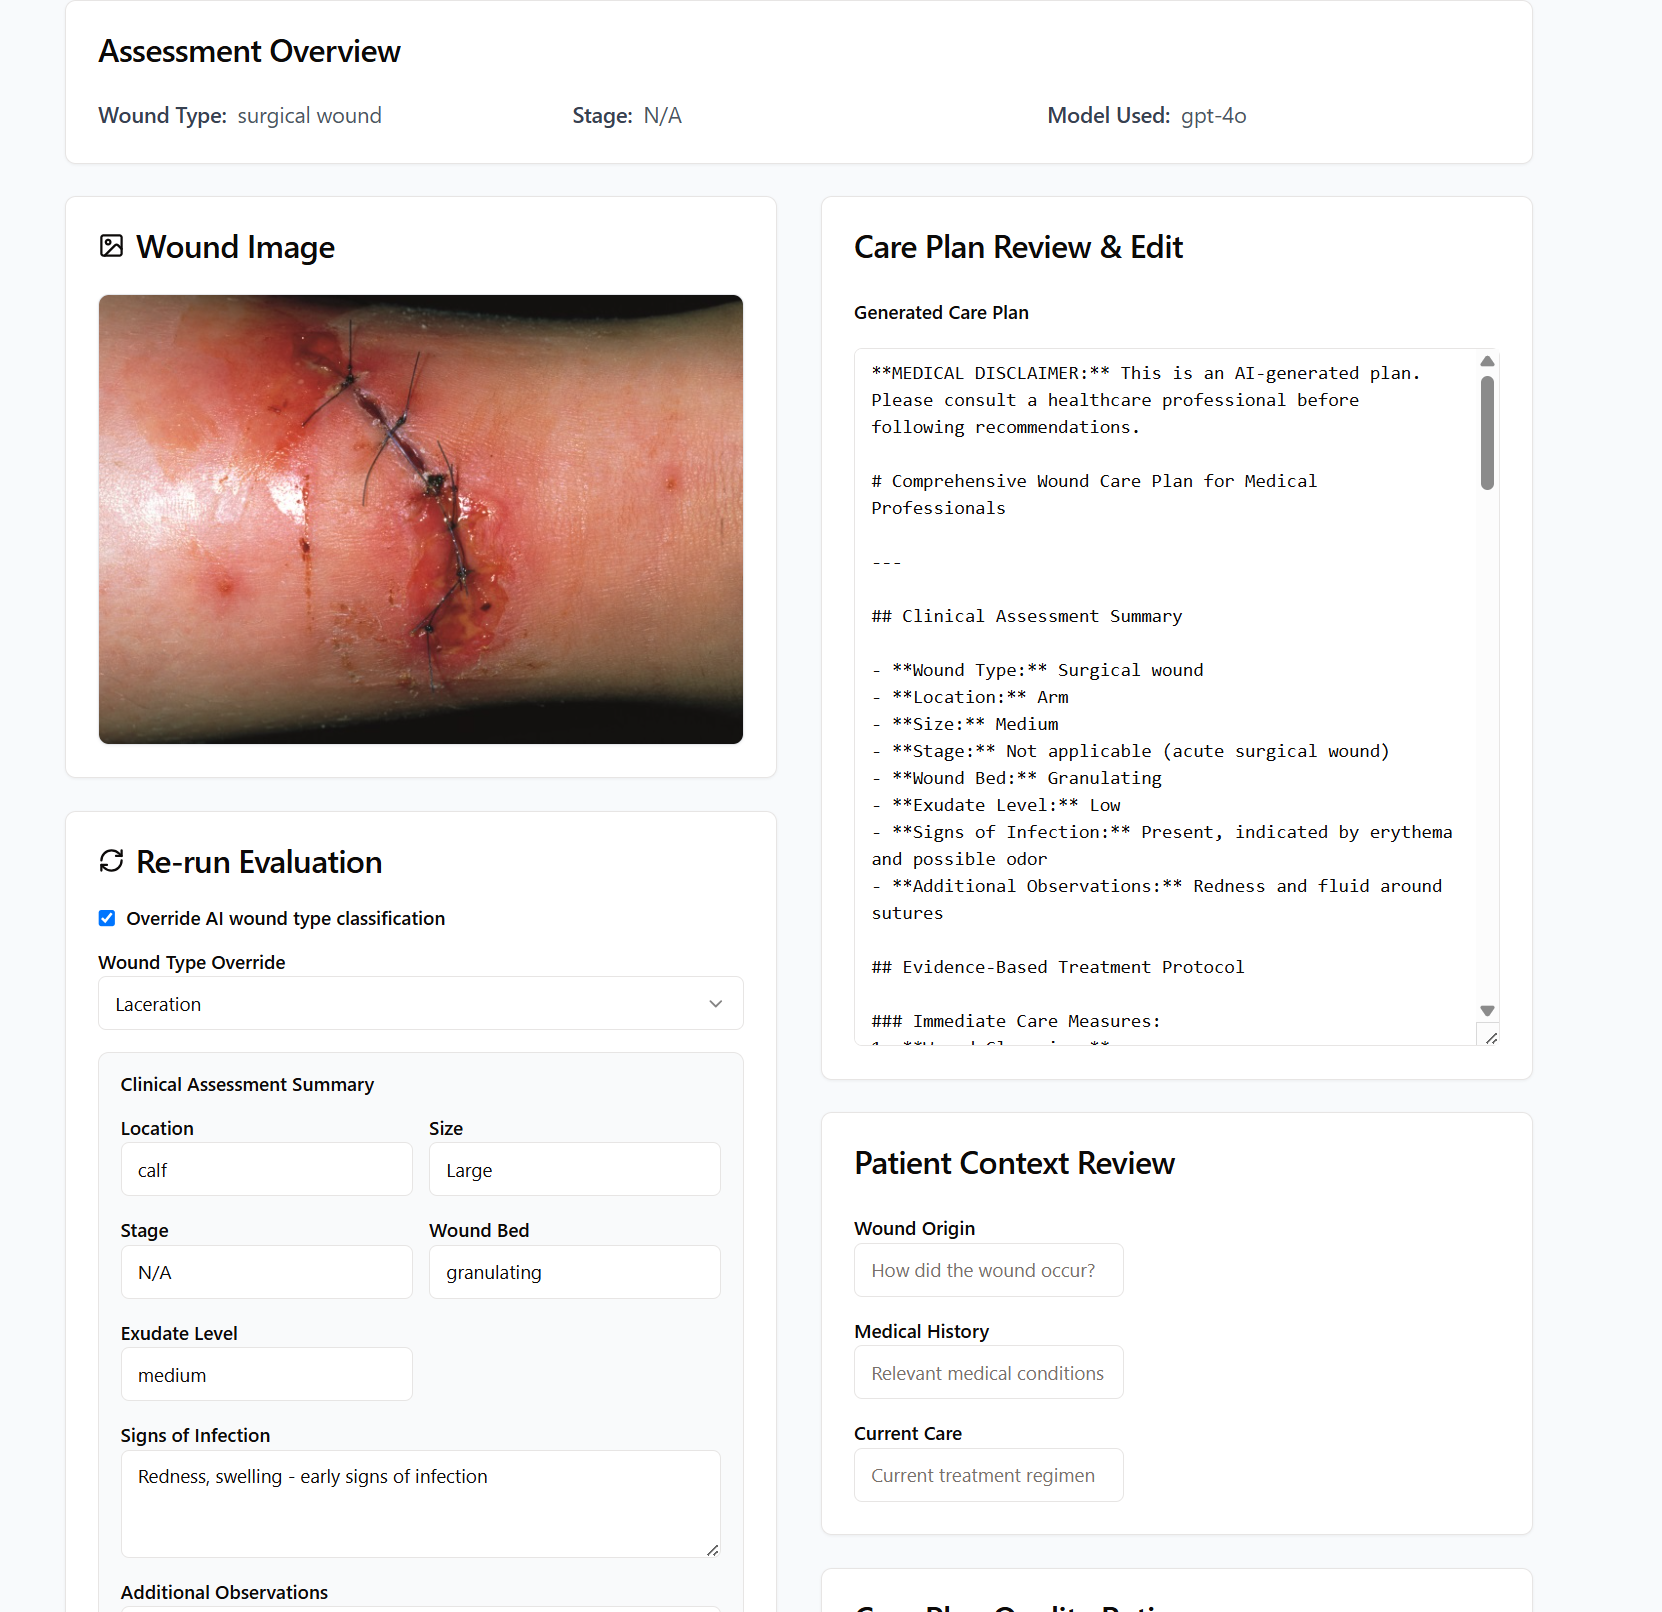 Assessment Overview
Wound Type: surgical wound
Stage: N/A
Model Used: gpt-4o
Wound Image
Re-run Evaluation
Override AI wound type classification
Wound Type Override
Laceration
Clinical Assessment Summary
Location
calf
Size
Large
Stage
N/A
Wound Bed
granulating
Exudate Level
medium
Signs of Infection
Redness, swelling - early signs of infection
Additional Observations
Care Plan Review & Edit
Generated Care Plan
**MEDICAL DISCLAIMER:** This is an AI-generated plan.
Please consult a healthcare professional before
following recommendations.
# Comprehensive Wound Care Plan for Medical
Professionals
---
## Clinical Assessment Summary
- **Wound Type:** Surgical wound
- **Location:** Arm
- **Size:** Medium
- **Stage:** Not applicable (acute surgical wound)
- **Wound Bed:** Granulating
- **Exudate Level:** Low
- **Signs of Infection:** Present, indicated by erythema
and possible odor
- **Additional Observations:** Redness and fluid around
sutures
## Evidence-Based Treatment Protocol
### Immediate Care Measures:
Patient Context Review
Wound Origin
How did the wound occur?
Medical History
Relevant medical conditions
Current Care
Current treatment regimen